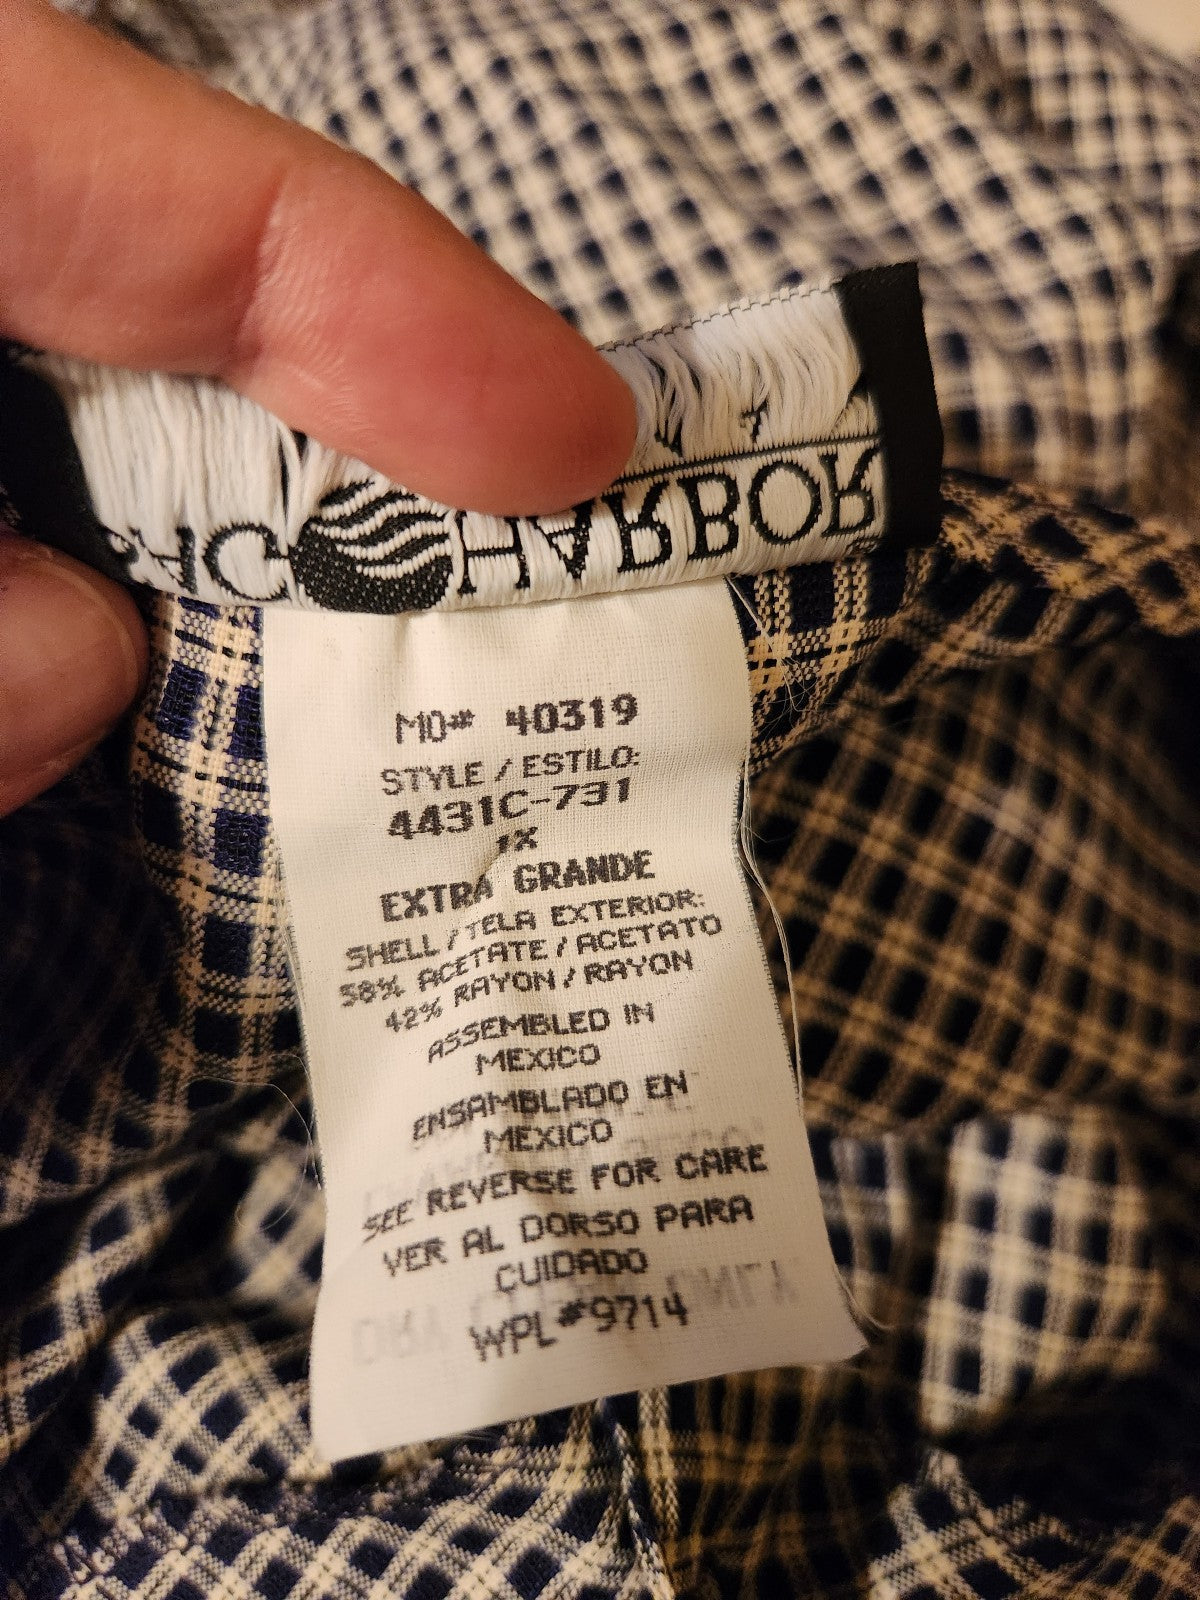 SAG HARBOR
MO# 40319
STYLE / ESTILO:
4431C-731
1X
EXTRA GRANDE
SHELL / TELA EXTERIOR:
58% ACETATE / ACETATO
42% RAYON / RAYON
ASSEMBLED IN
MEXICO
ENSAMBLADO EN
MEXICO
SEE REVERSE FOR CARE
VER AL DORSO PARA
CUIDADO
WPL#9714